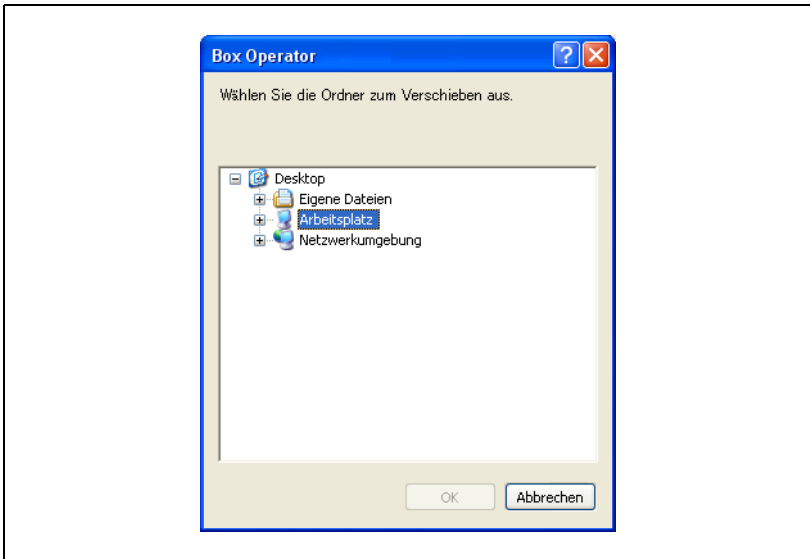 Box Operator
Wählen Sie die Ordner zum Verschieben aus.
Desktop
Eigene Dateien
Arbeitsplatz
Netzwerkumgebung
OK
Abbrechen